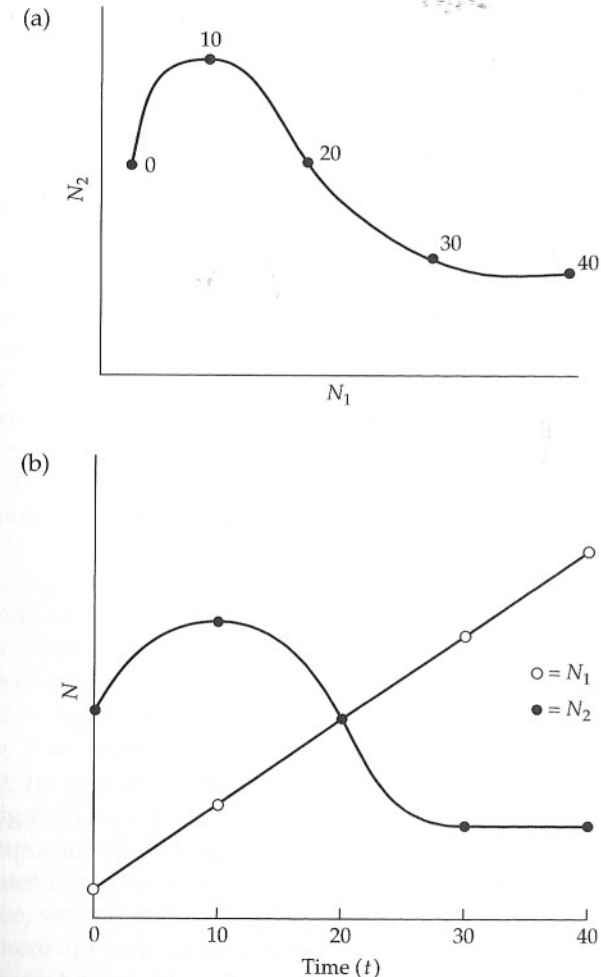 (a)
10
0
20
30
40
N₂
N₁
(b)
N
○ = N₁
● = N₂
0 10 20 30 40
Time (t)